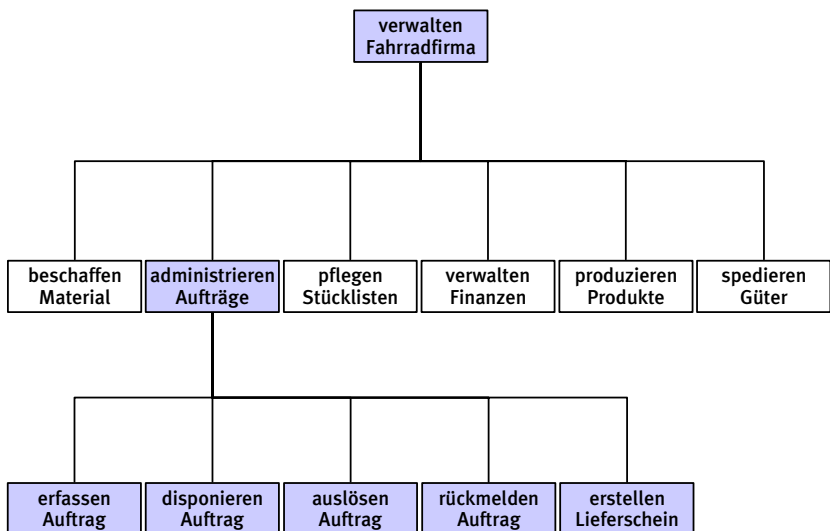 verwalten
Fahrradfirma
beschaffen
Material
administrieren
Aufträge
pflegen
Stücklisten
verwalten
Finanzen
produzieren
Produkte
spedieren
Güter
erfassen
Auftrag
disponieren
Auftrag
auslösen
Auftrag
rückmelden
Auftrag
erstellen
Lieferschein